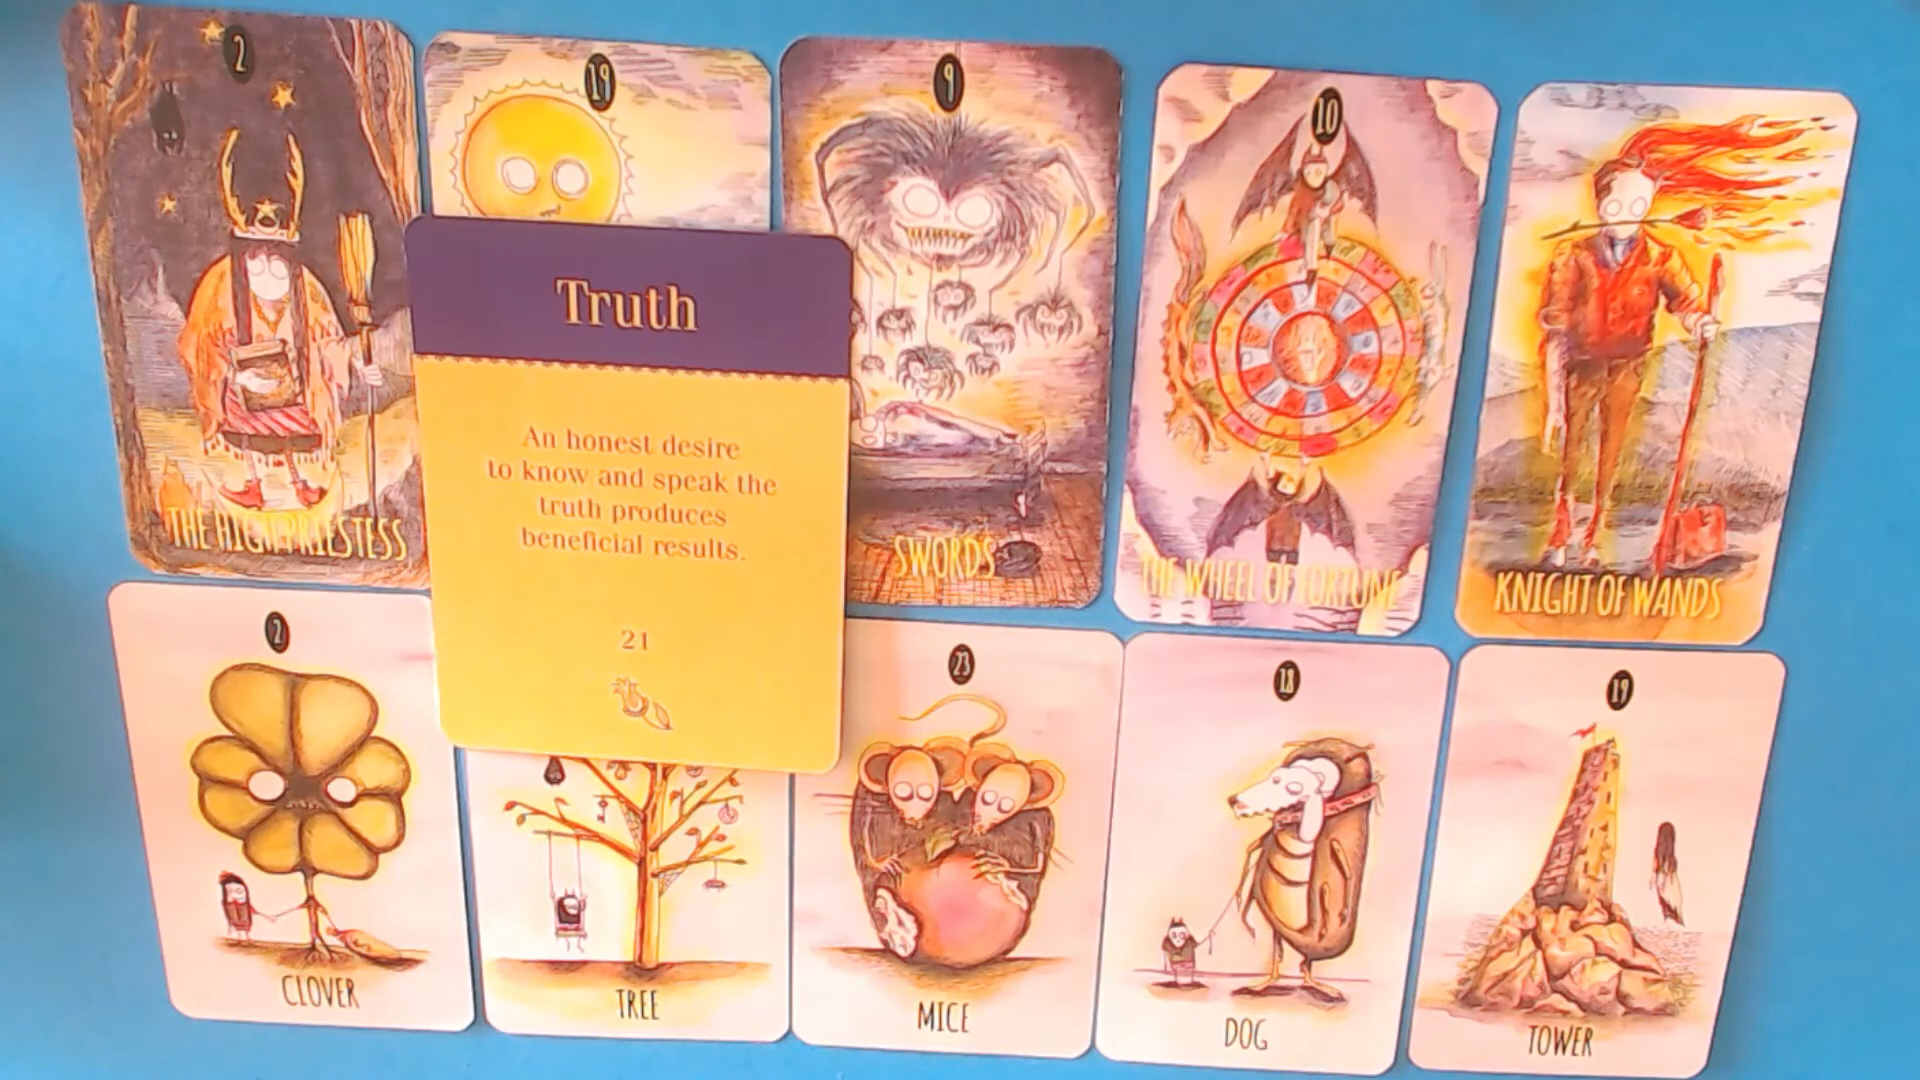 2
19
9
10
THE HIGH PRIESTESS
SWORDS
THE WHEEL OF FORTUNE
KNIGHT OF WANDS
Truth
An honest desire
to know and speak the
truth produces
beneficial results.
21
2
CLOVER
TREE
23
MICE
18
DOG
19
TOWER